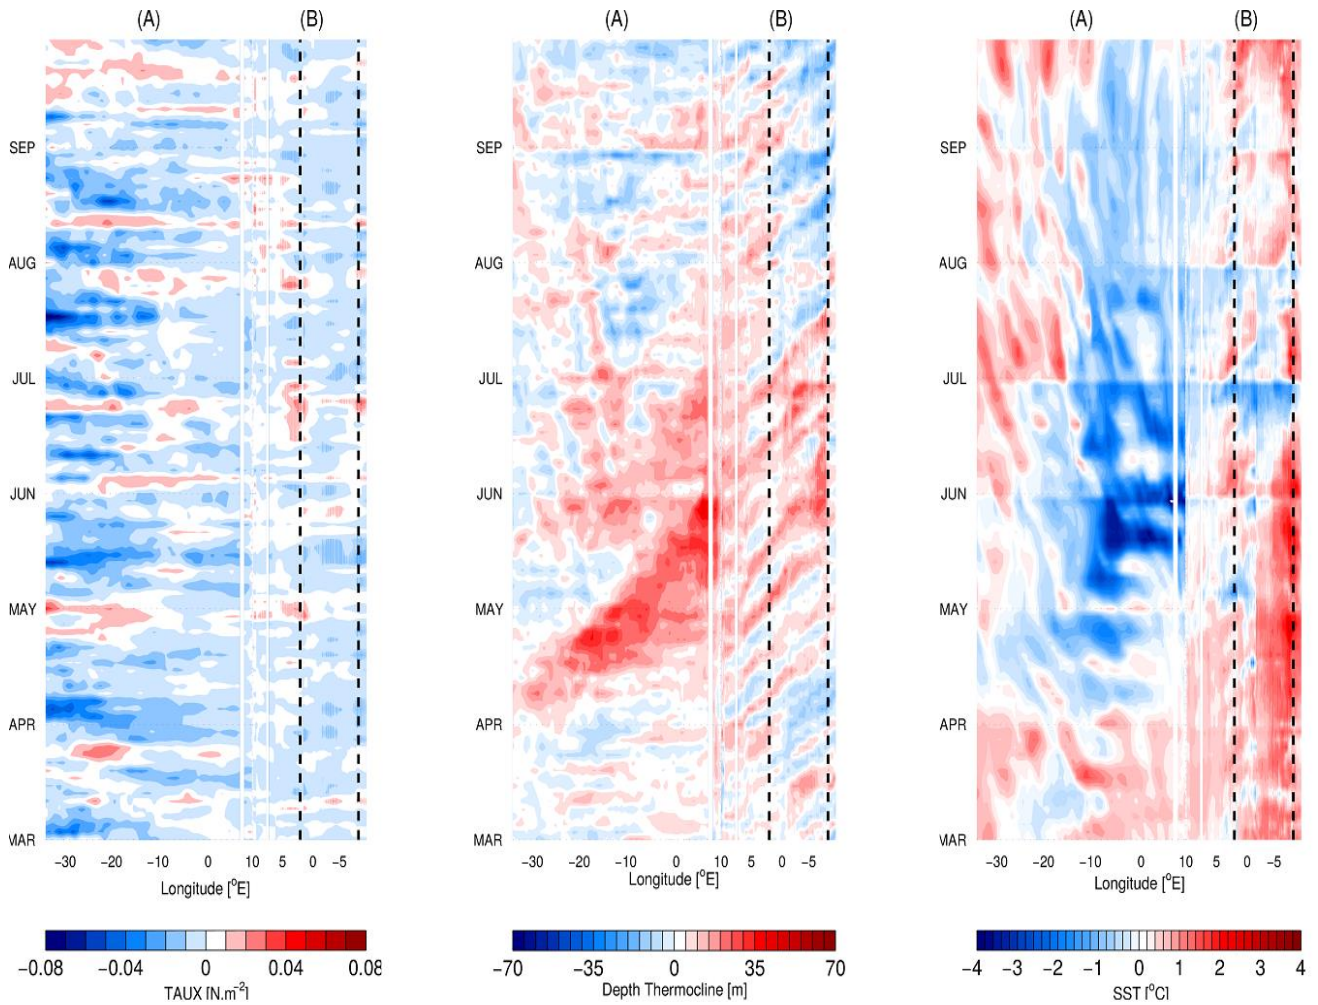 (A) (B)
SEP
AUG
JUL
JUN
MAY
APR
MAR
−30 −20 −10 0 10 5 0 −5
Longitude [°E]
−0.08 −0.04 0 0.04 0.08
TAUX [N.m⁻²]
(A) (B)
SEP
AUG
JUL
JUN
MAY
APR
MAR
−30 −20 −10 0 10 5 0 −5
Longitude [°E]
−70 −35 0 35 70
Depth Thermocline [m]
(A) (B)
SEP
AUG
JUL
JUN
MAY
APR
MAR
−30 −20 −10 0 10 5 0 −5
Longitude [°E]
−4 −3 −2 −1 0 1 2 3 4
SST [°C]